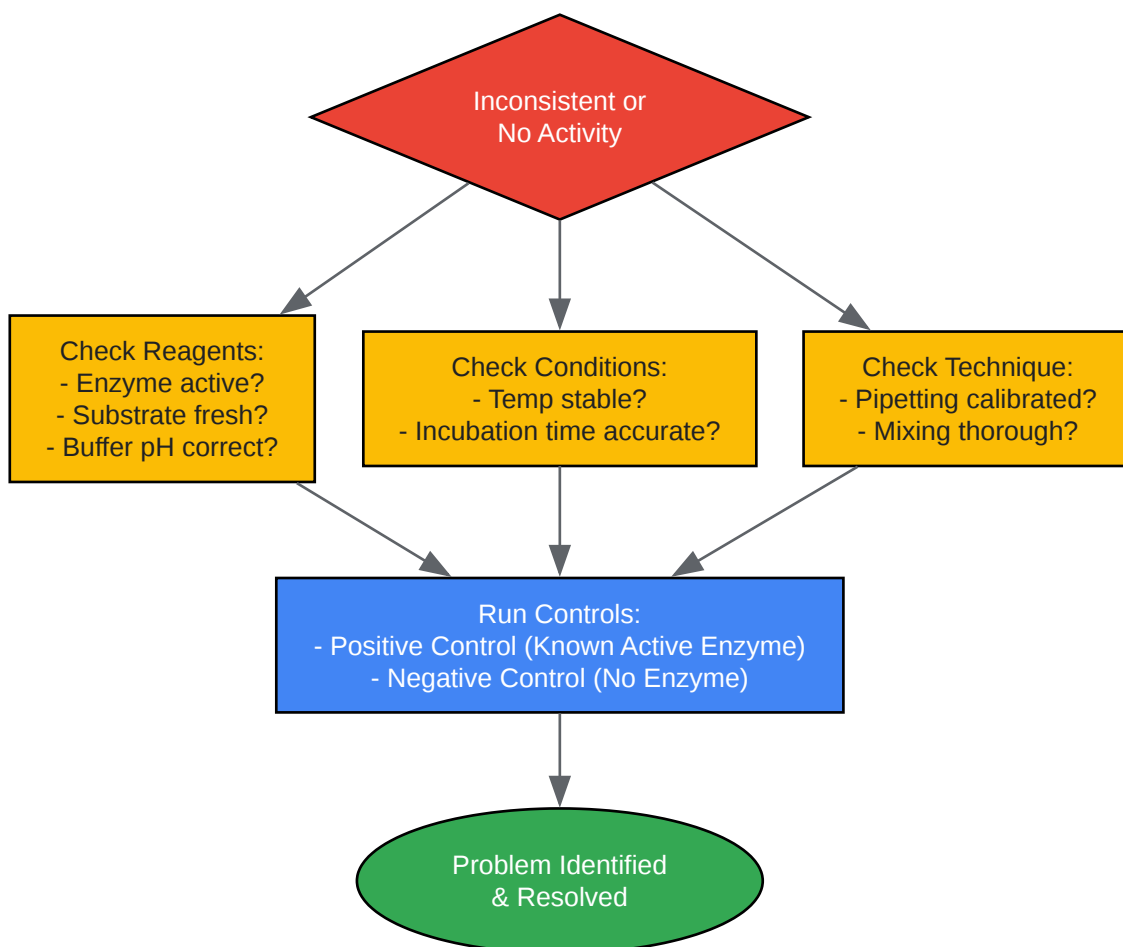 Inconsistent or
No Activity
Check Reagents:
- Enzyme active?
- Substrate fresh?
- Buffer pH correct?
Check Conditions:
- Temp stable?
- Incubation time accurate?
Check Technique:
- Pipetting calibrated?
- Mixing thorough?
Run Controls:
- Positive Control (Known Active Enzyme)
- Negative Control (No Enzyme)
Problem Identified
& Resolved